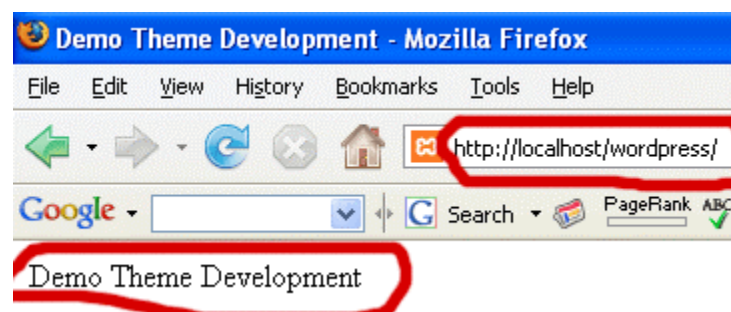 Demo Theme Development - Mozilla Firefox
File Edit View History Bookmarks Tools Help
http://localhost/wordpress/
Google Search PageRank ABC
Demo Theme Development